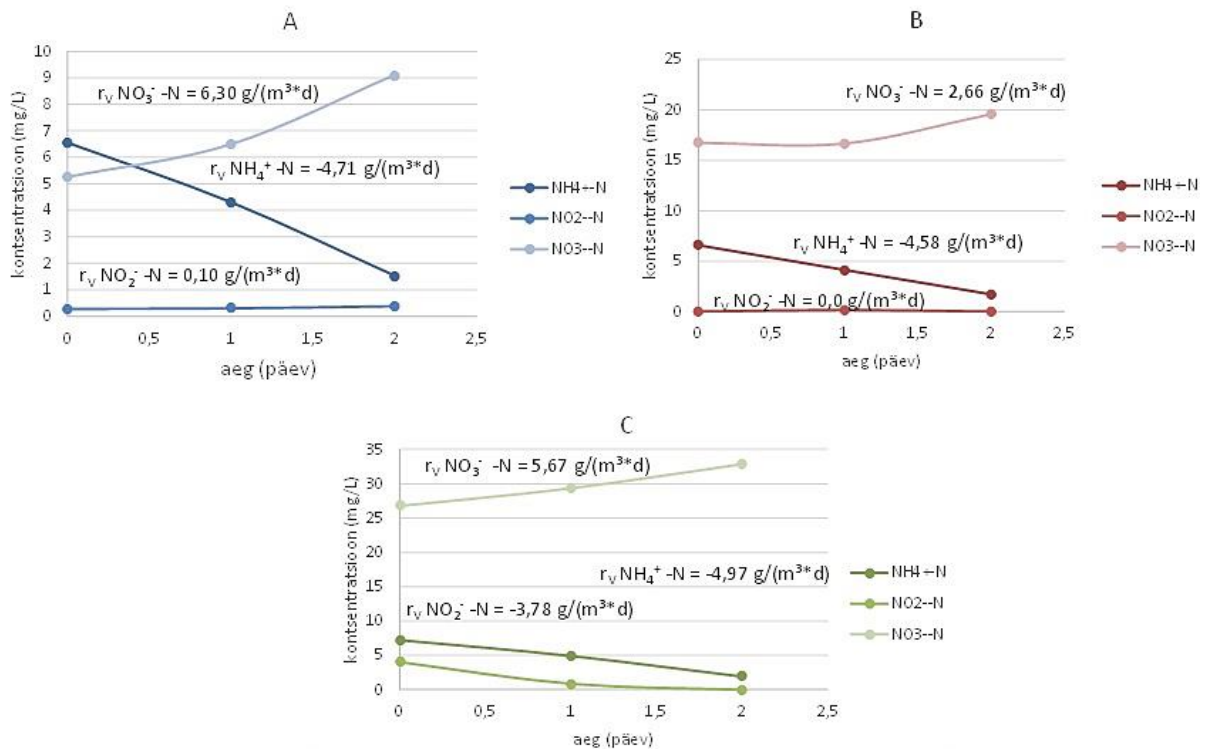 A
10
9
8
7
6
5
4
3
2
1
0
kontsentratsioon (mg/L)
r_V NO₃⁻ -N = 6,30 g/(m³*d)
r_V NH₄⁺ -N = -4,71 g/(m³*d)
r_V NO₂⁻ -N = 0,10 g/(m³*d)
0 0,5 1 1,5 2 2,5
aeg (päev)
NH4+-N
NO2--N
NO3--N
B
25
20
15
10
5
0
kontsentratsioon (mg/L)
r_V NO₃⁻ -N = 2,66 g/(m³*d)
r_V NH₄⁺ -N = -4,58 g/(m³*d)
r_V NO₂⁻ -N = 0,0 g/(m³*d)
0 0,5 1 1,5 2 2,5
aeg (päev)
NH4+-N
NO2--N
NO3--N
C
35
30
25
20
15
10
5
0
kontsentratsioon (mg/L)
r_V NO₃⁻ -N = 5,67 g/(m³*d)
r_V NH₄⁺ -N = -4,97 g/(m³*d)
r_V NO₂⁻ -N = -3,78 g/(m³*d)
0 0,5 1 1,5 2 2,5
aeg (päev)
NH4+-N
NO2--N
NO3--N